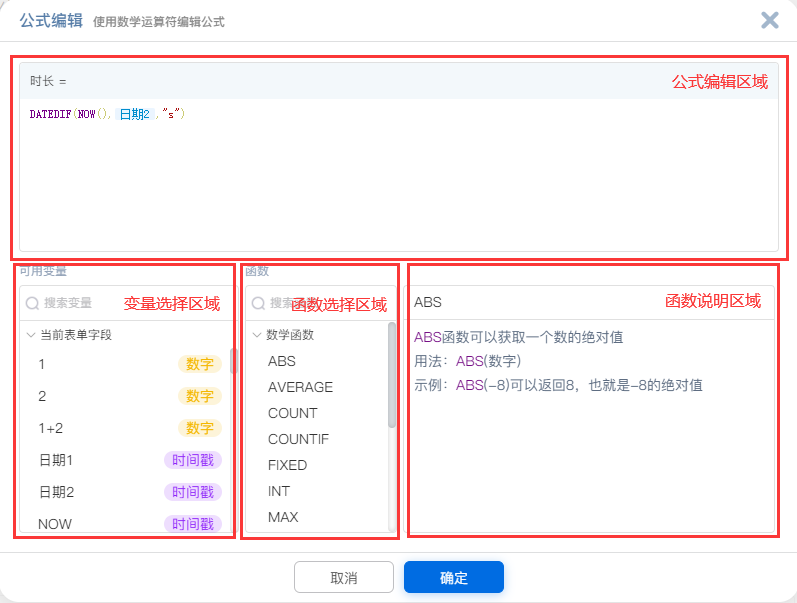 公式编辑 使用数学运算符编辑公式
时长 =
公式编辑区域
DATEDIF(NOW(), 日期2 ,"s")
可用变量
搜索变量
变量选择区域
当前表单字段
1 数字
2 数字
1+2 数字
日期1 时间戳
日期2 时间戳
NOW 时间戳
函数
搜索
函数选择区域
数学函数
ABS
AVERAGE
COUNT
COUNTIF
FIXED
INT
MAX
ABS
函数说明区域
ABS函数可以获取一个数的绝对值
用法：ABS(数字)
示例：ABS(-8)可以返回8，也就是-8的绝对值
取消
确定